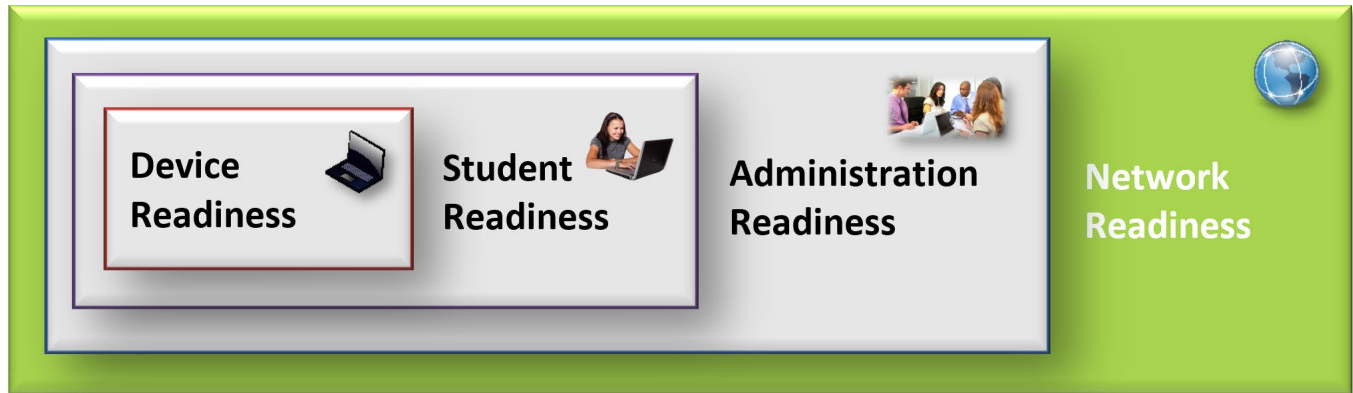 Device
Readiness
Student
Readiness
Administration
Readiness
Network
Readiness